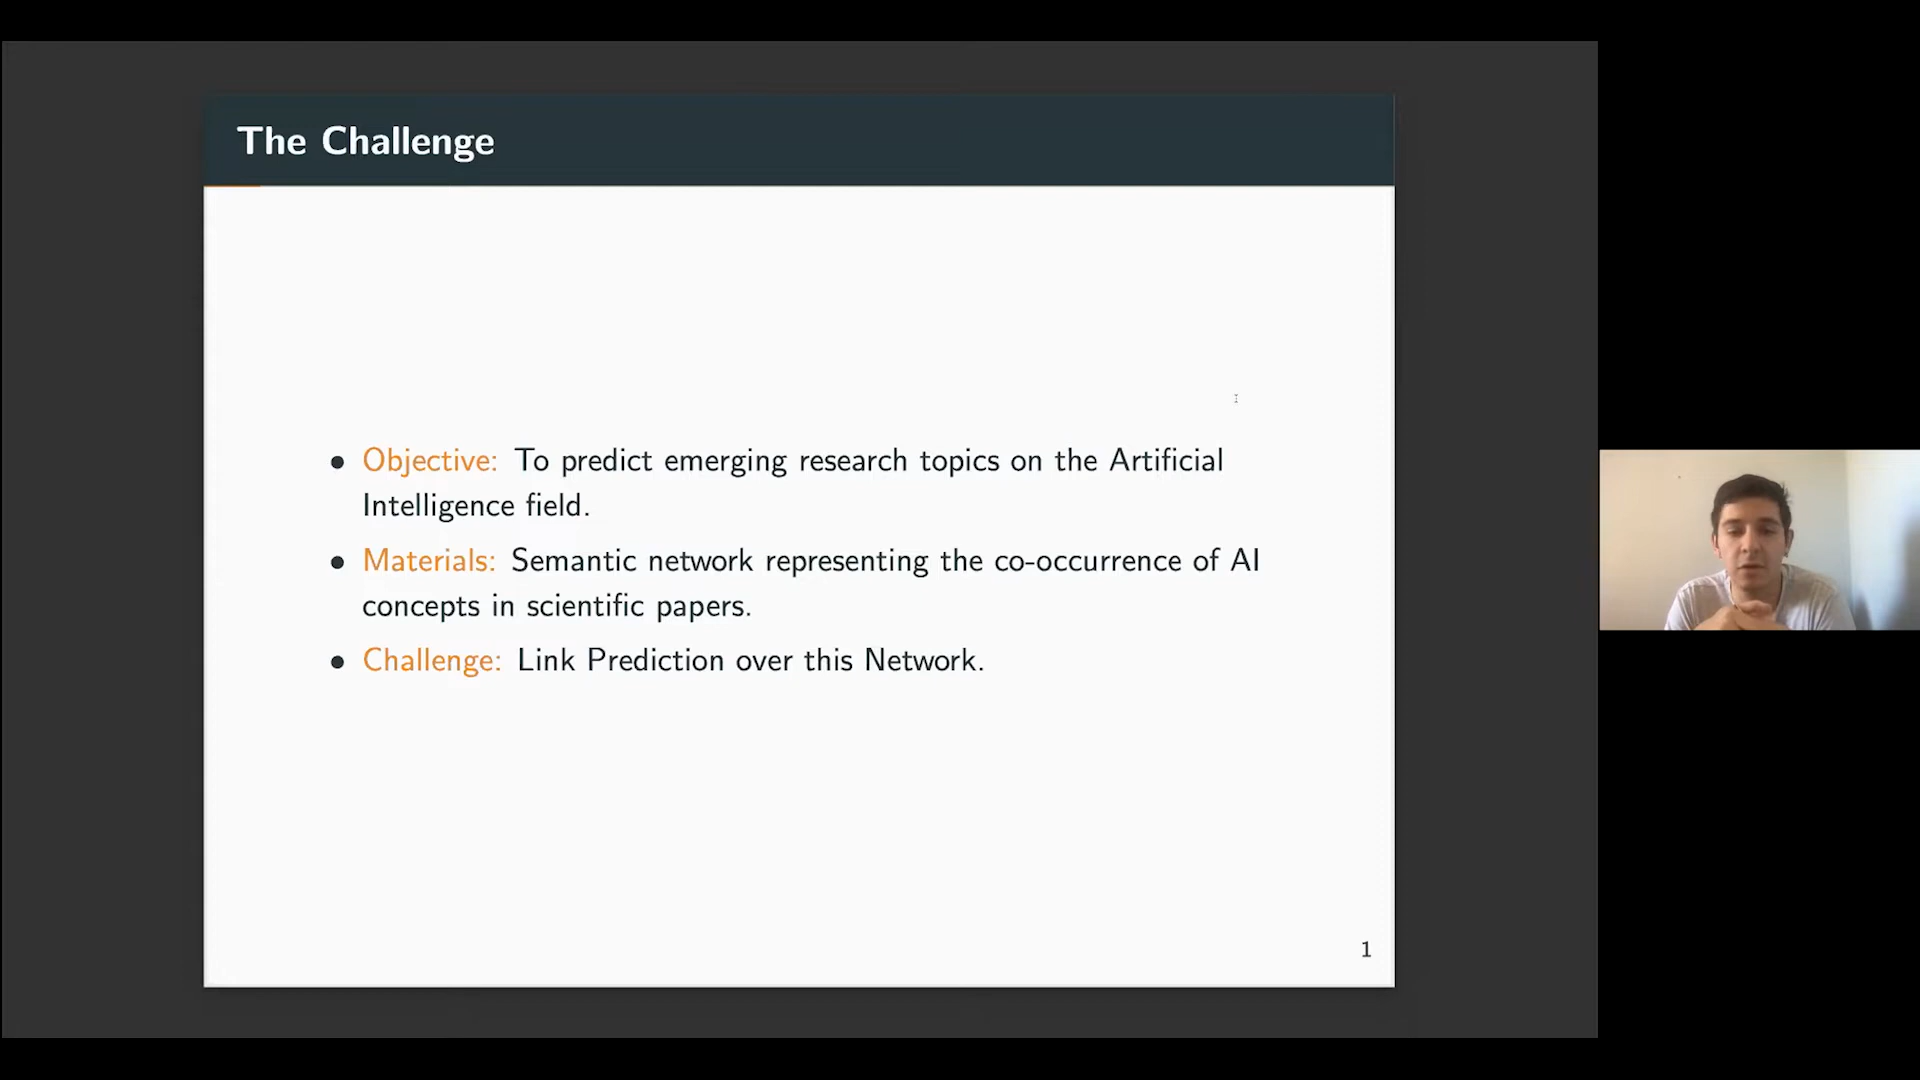 The Challenge
• Objective: To predict emerging research topics on the Artificial
Intelligence field.
• Materials: Semantic network representing the co-occurrence of AI
concepts in scientific papers.
• Challenge: Link Prediction over this Network.
1